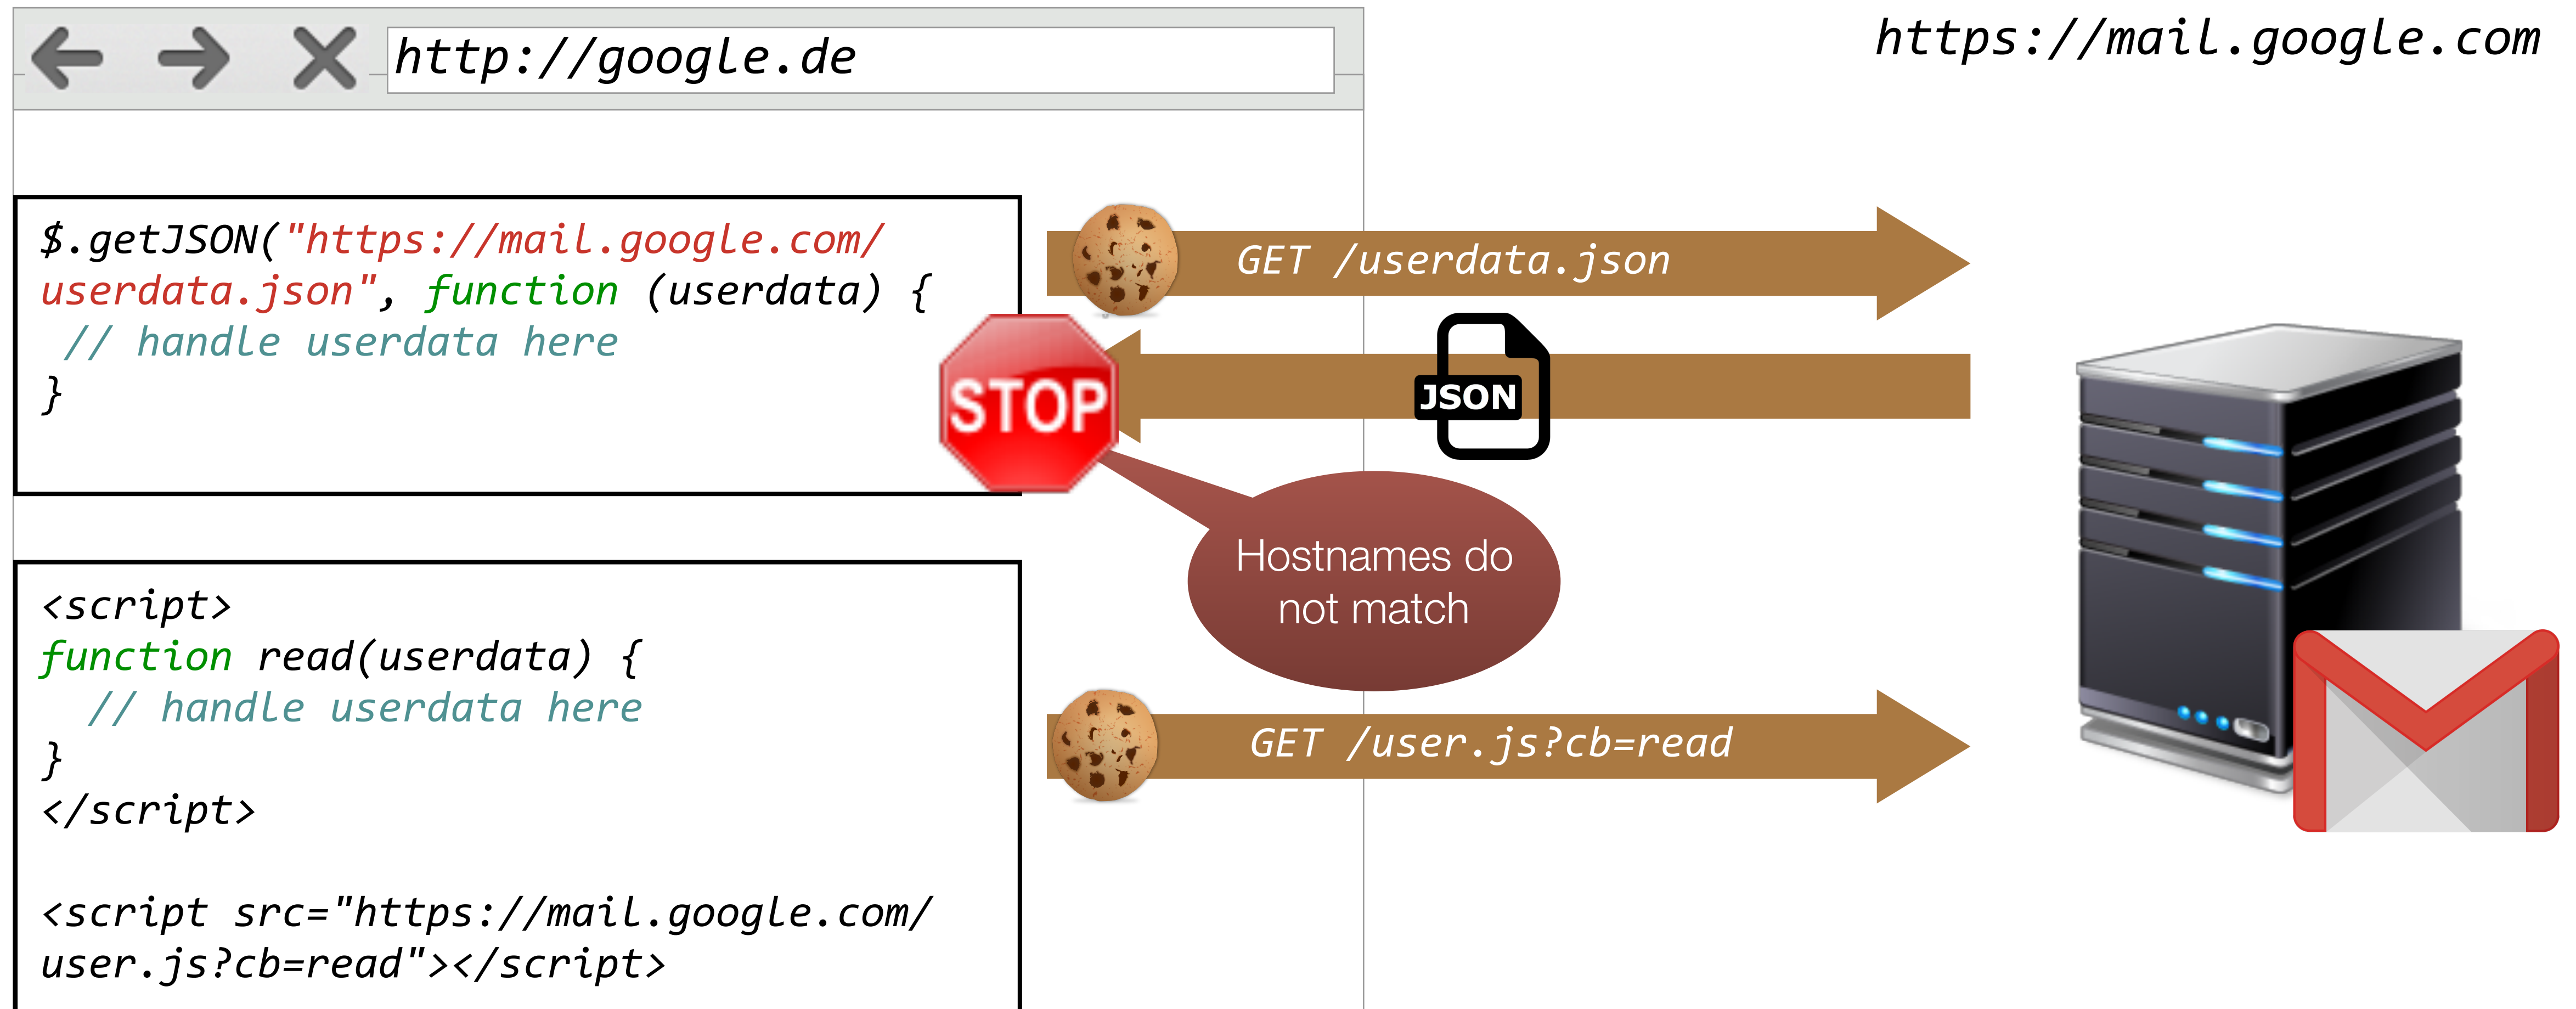 http://google.de
https://mail.google.com
$.getJSON("https://mail.google.com/
userdata.json", function (userdata) {
// handle userdata here
}
GET /userdata.json
STOP
JSON
Hostnames do
not match
<script>
function read(userdata) {
// handle userdata here
}
</script>
GET /user.js?cb=read
<script src="https://mail.google.com/
user.js?cb=read"></script>